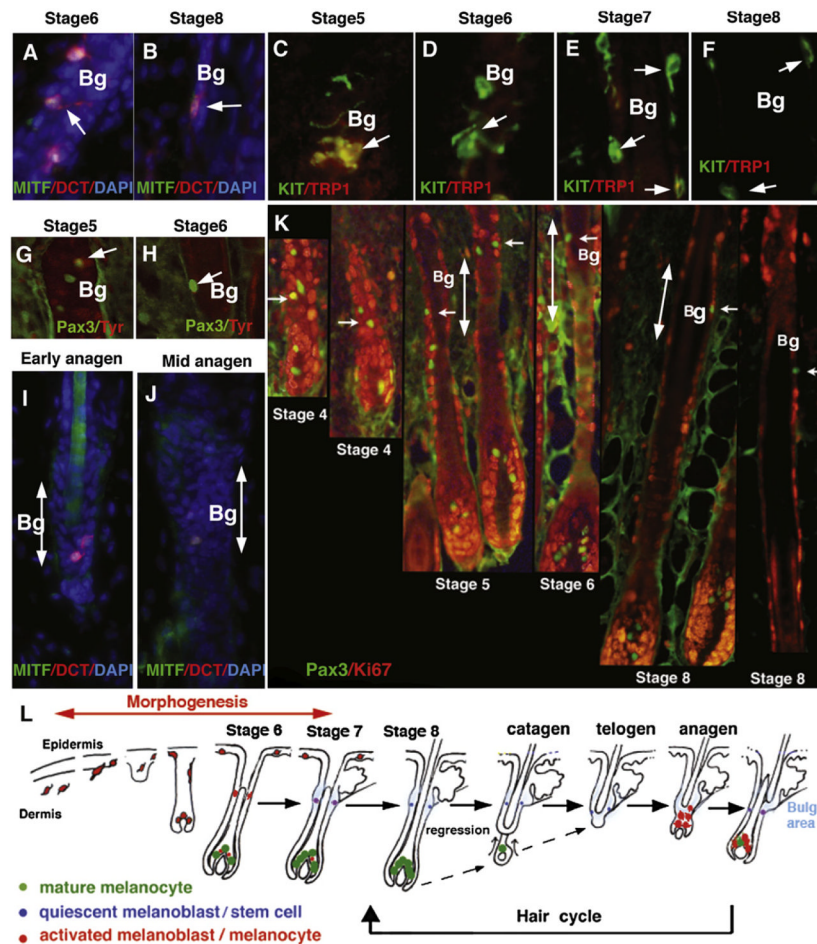 Stage6 Stage8 Stage5 Stage6 Stage7 Stage8
A B C D E F
Bg Bg Bg Bg Bg Bg
MITF/DCT/DAPI MITF/DCT/DAPI KIT/TRP1 KIT/TRP1 KIT/TRP1 KIT/TRP1
Stage5 Stage6
G H K
Bg Bg Bg Bg Bg Bg
Pax3/Tyr Pax3/Tyr
Early anagen Mid anagen
I J
Stage 4
Stage 4
Bg Bg
Stage 5 Stage 6
MITF/DCT/DAPI MITF/DCT/DAPI Pax3/Ki67 Stage 8 Stage 8
L Morphogenesis
Stage 6 Stage 7 Stage 8 catagen telogen anagen
Epidermis
Dermis
regression
Bulg
area
mature melanocyte
quiescent melanoblast/stem cell
Hair cycle
activated melanoblast/melanocyte